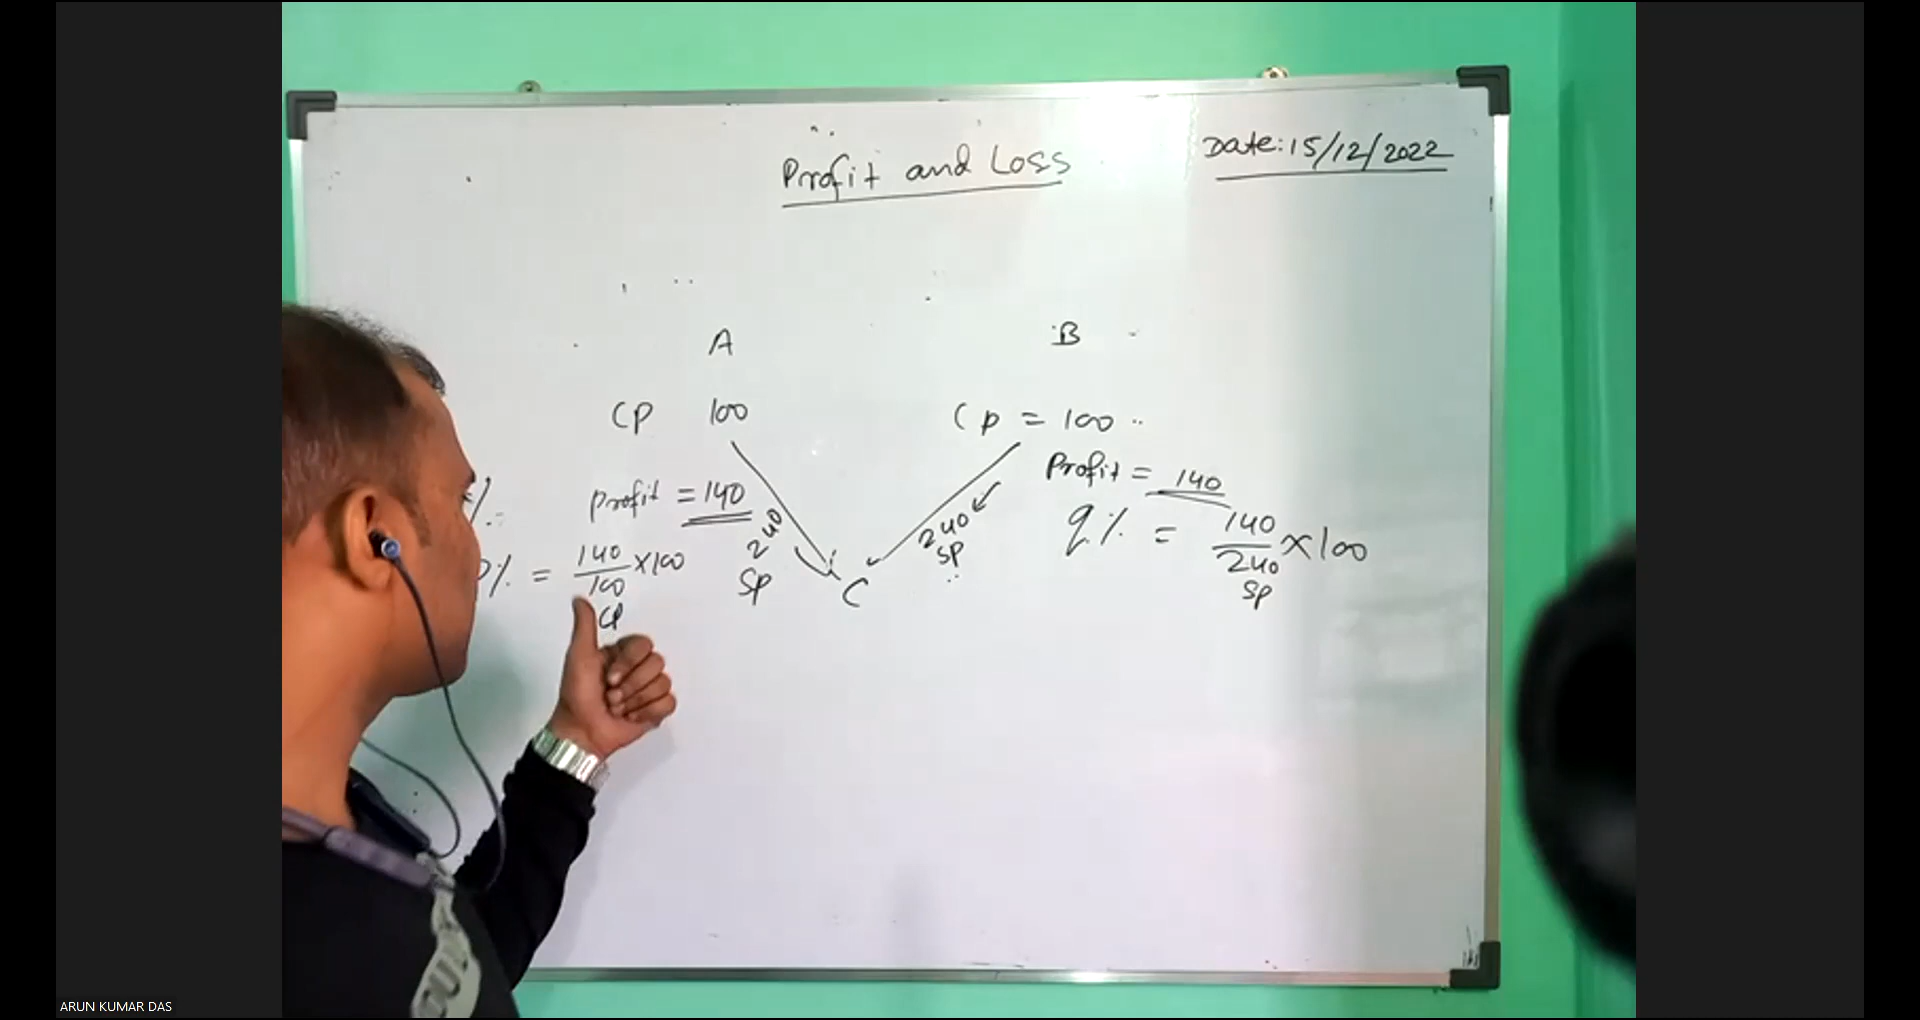 Profit and Loss
Date: 15/12/2022
A
B
CP 100
Cp = 100
Profit = 140
Profit = 140
240
SP
240
SP
C
% = 140/100 x100
CP
q% = 140/240 x100
SP
ARUN KUMAR DAS